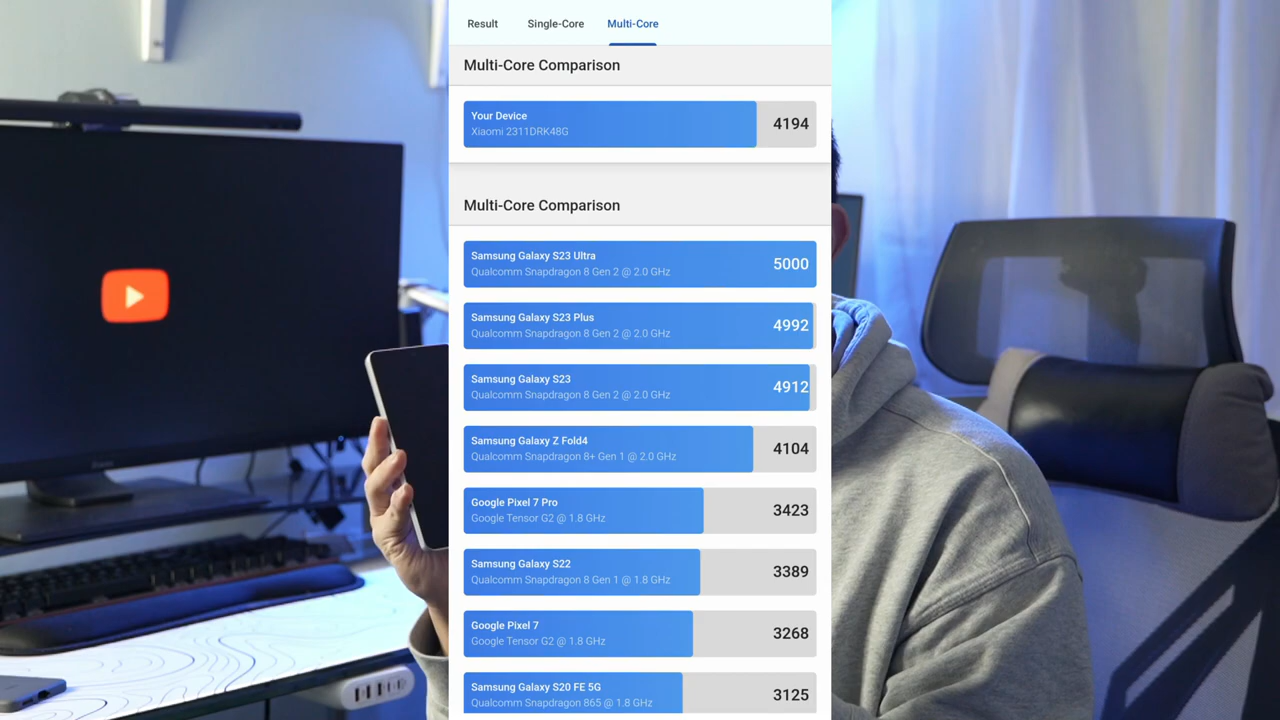 Result
Single-Core
Multi-Core
Multi-Core Comparison
Your Device
Xiaomi 2311DRK48G
4194
Multi-Core Comparison
Samsung Galaxy S23 Ultra
Qualcomm Snapdragon 8 Gen 2 @ 2.0 GHz
5000
Samsung Galaxy S23 Plus
Qualcomm Snapdragon 8 Gen 2 @ 2.0 GHz
4992
Samsung Galaxy S23
Qualcomm Snapdragon 8 Gen 2 @ 2.0 GHz
4912
Samsung Galaxy Z Fold4
Qualcomm Snapdragon 8+ Gen 1 @ 2.0 GHz
4104
Google Pixel 7 Pro
Google Tensor G2 @ 1.8 GHz
3423
Samsung Galaxy S22
Qualcomm Snapdragon 8 Gen 1 @ 1.8 GHz
3389
Google Pixel 7
Google Tensor G2 @ 1.8 GHz
3268
Samsung Galaxy S20 FE 5G
Qualcomm Snapdragon 865 @ 1.8 GHz
3125